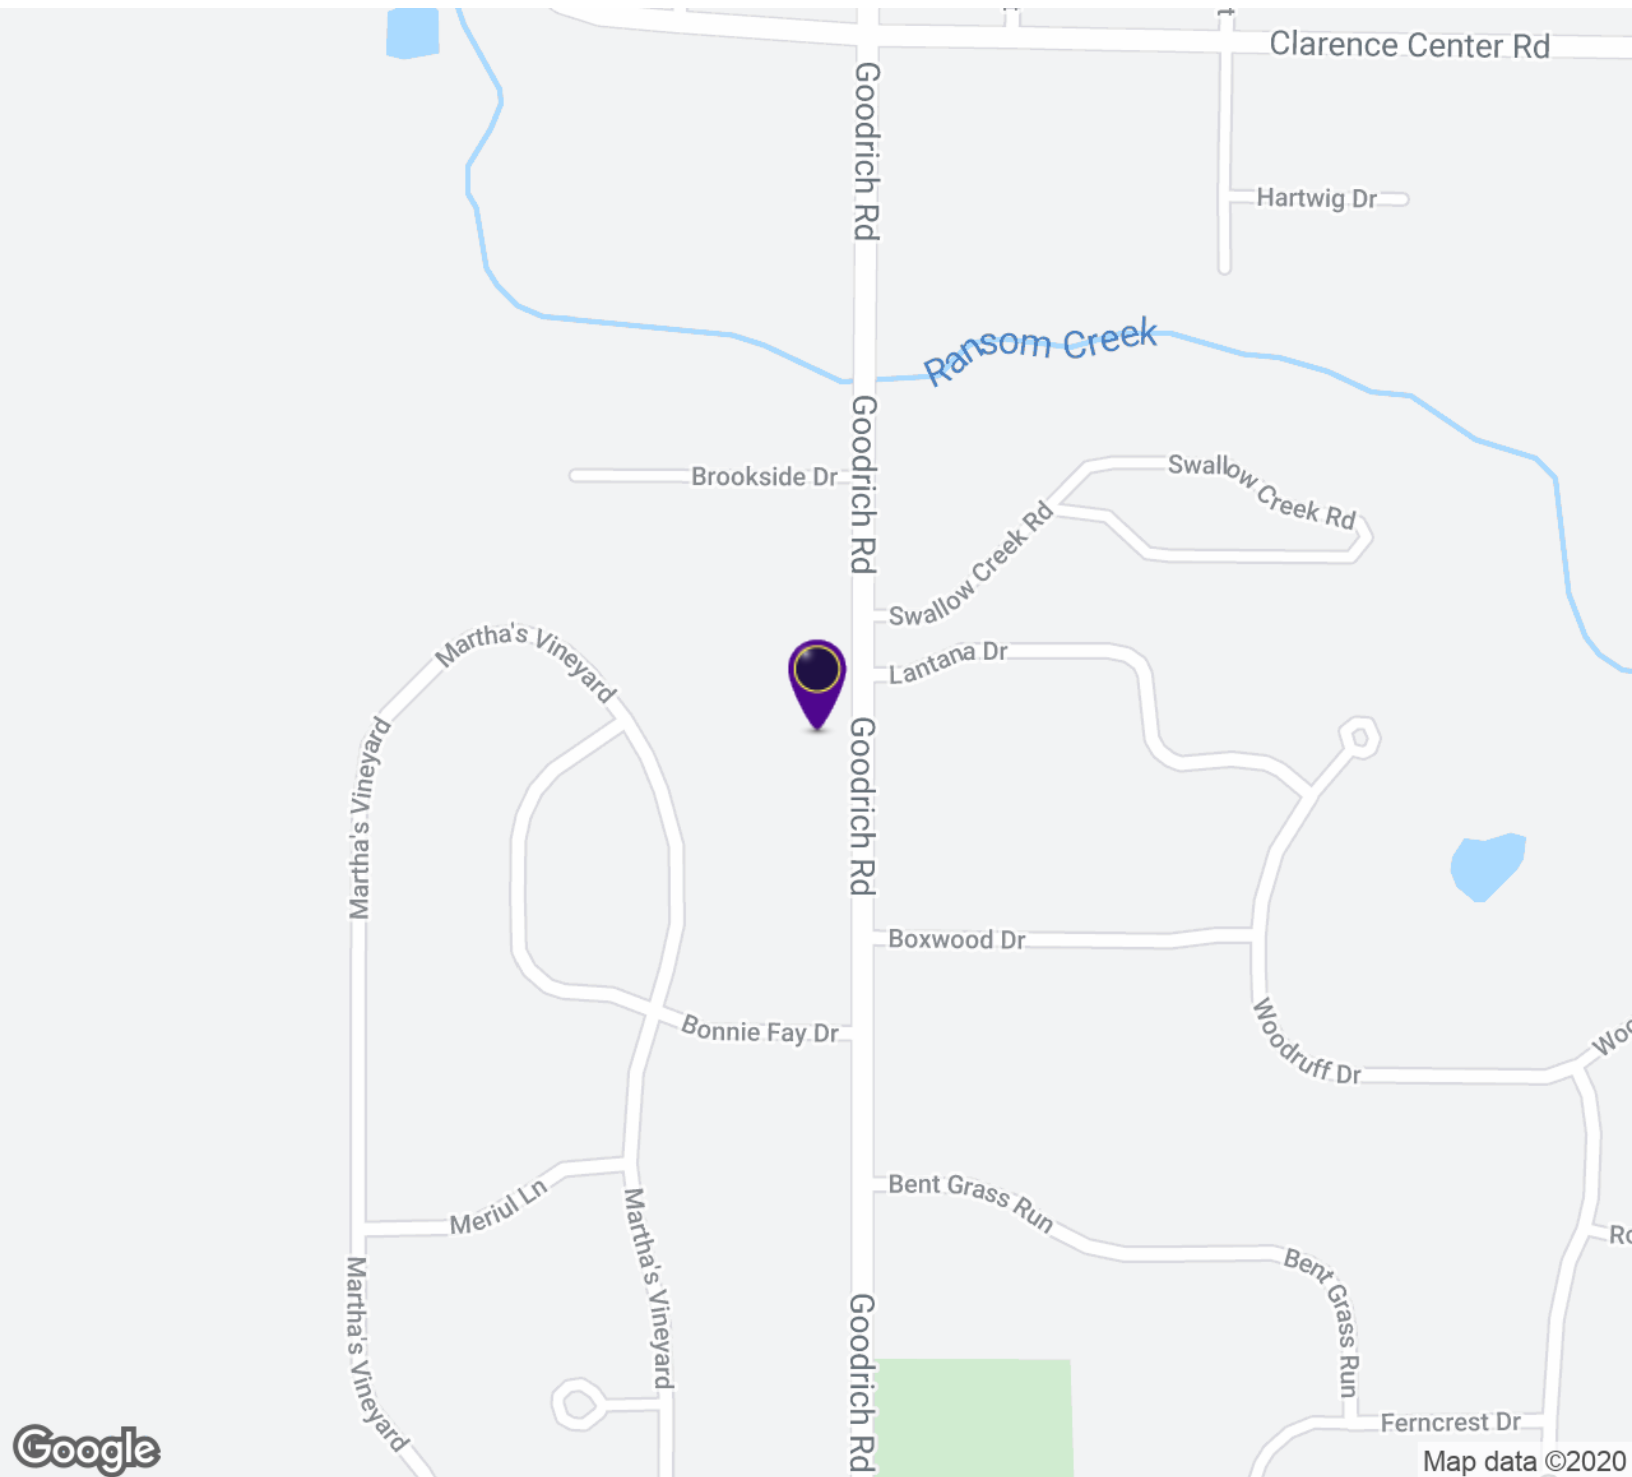 Clarence Center Rd
Goodrich Rd
Hartwig Dr
Ransom Creek
Goodrich Rd
Brookside Dr
Swallow Creek Rd
Swallow Creek Rd
Martha's Vineyard
Lantana Dr
Martha's Vineyard
Goodrich Rd
Boxwood Dr
Bonnie Fay Dr
Woodruff Dr
Meriul Ln
Martha's Vineyard
Bent Grass Run
Bent Grass Run
Martha's Vineyard
Goodrich Rd
Ferncrest Dr
Google
Map data ©2020